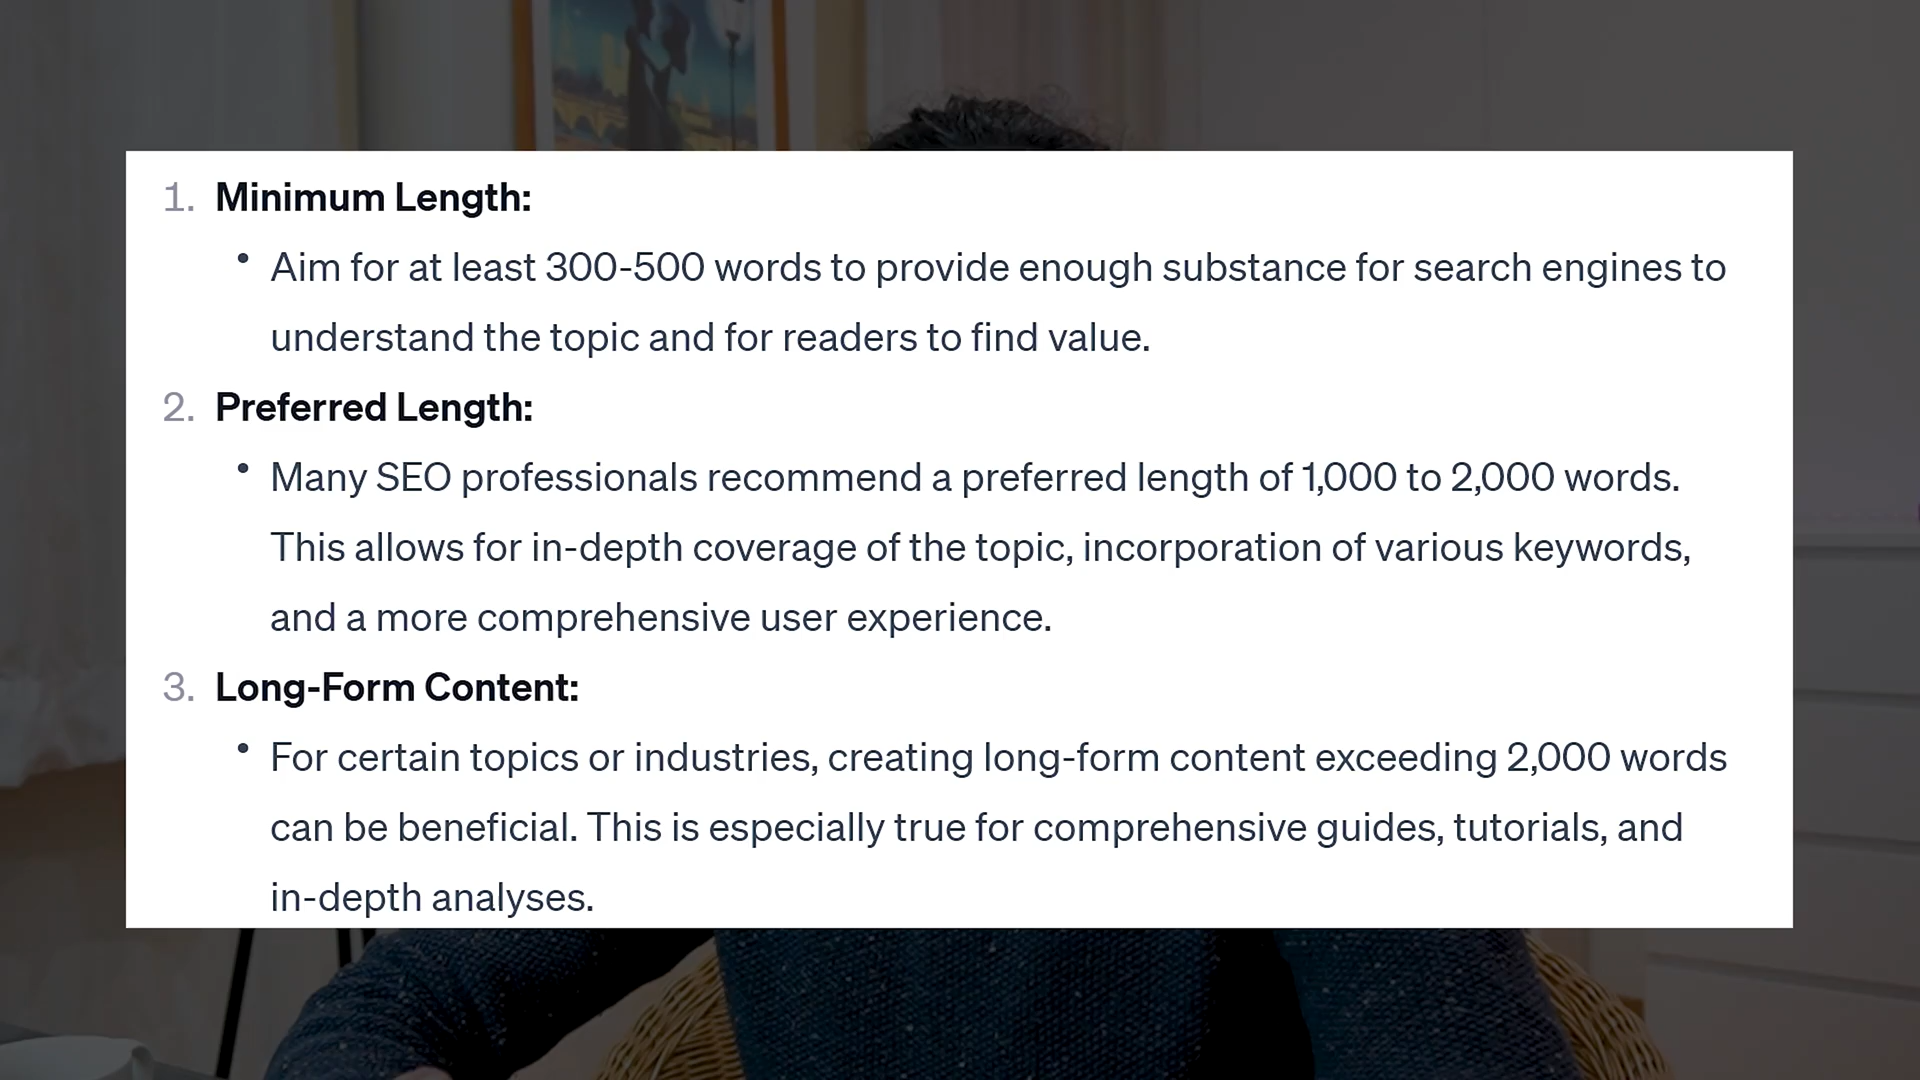 1. Minimum Length:
• Aim for at least 300-500 words to provide enough substance for search engines to
understand the topic and for readers to find value.
2. Preferred Length:
• Many SEO professionals recommend a preferred length of 1,000 to 2,000 words.
This allows for in-depth coverage of the topic, incorporation of various keywords,
and a more comprehensive user experience.
3. Long-Form Content:
• For certain topics or industries, creating long-form content exceeding 2,000 words
can be beneficial. This is especially true for comprehensive guides, tutorials, and
in-depth analyses.